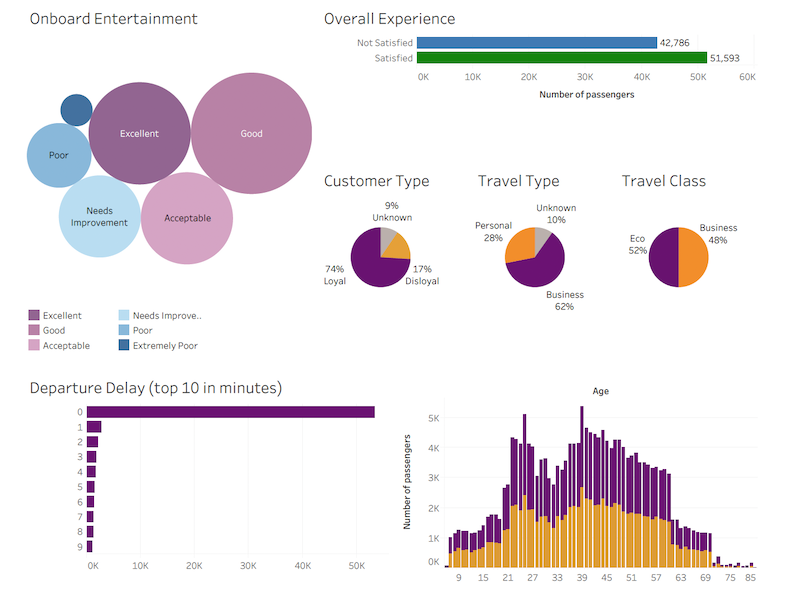 Onboard Entertainment
Excellent
Good
Poor
Needs
Improvement
Acceptable
Excellent
Good
Acceptable
Needs Improve..
Poor
Extremely Poor
Overall Experience
Not Satisfied
42,786
Satisfied
51,593
0K 10K 20K 30K 40K 50K 60K
Number of passengers
Customer Type
9%
Unknown
74%
Loyal
17%
Disloyal
Travel Type
Unknown
10%
Personal
28%
Business
62%
Travel Class
Business
48%
Eco
52%
Departure Delay (top 10 in minutes)
0
1
2
3
4
5
6
7
8
9
0K 10K 20K 30K 40K 50K
Age
Number of passengers
5K
4K
3K
2K
1K
0K
9 15 21 27 33 39 45 51 57 63 69 75 85